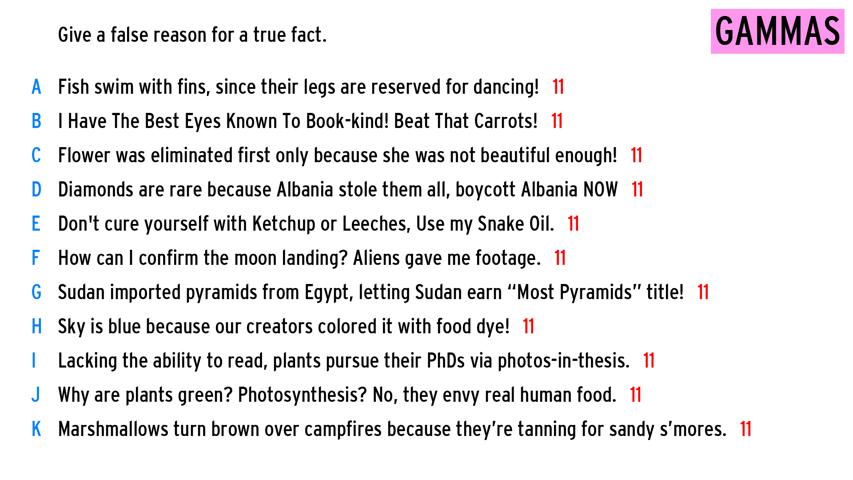 Give a false reason for a true fact.
GAMMAS
A Fish swim with fins, since their legs are reserved for dancing! 11
B I Have The Best Eyes Known To Book-kind! Beat That Carrots! 11
C Flower was eliminated first only because she was not beautiful enough! 11
D Diamonds are rare because Albania stole them all, boycott Albania NOW 11
E Don't cure yourself with Ketchup or Leeches, Use my Snake Oil. 11
F How can I confirm the moon landing? Aliens gave me footage. 11
G Sudan imported pyramids from Egypt, letting Sudan earn “Most Pyramids” title! 11
H Sky is blue because our creators colored it with food dye! 11
I Lacking the ability to read, plants pursue their PhDs via photos-in-thesis. 11
J Why are plants green? Photosynthesis? No, they envy real human food. 11
K Marshmallows turn brown over campfires because they’re tanning for sandy s’mores. 11